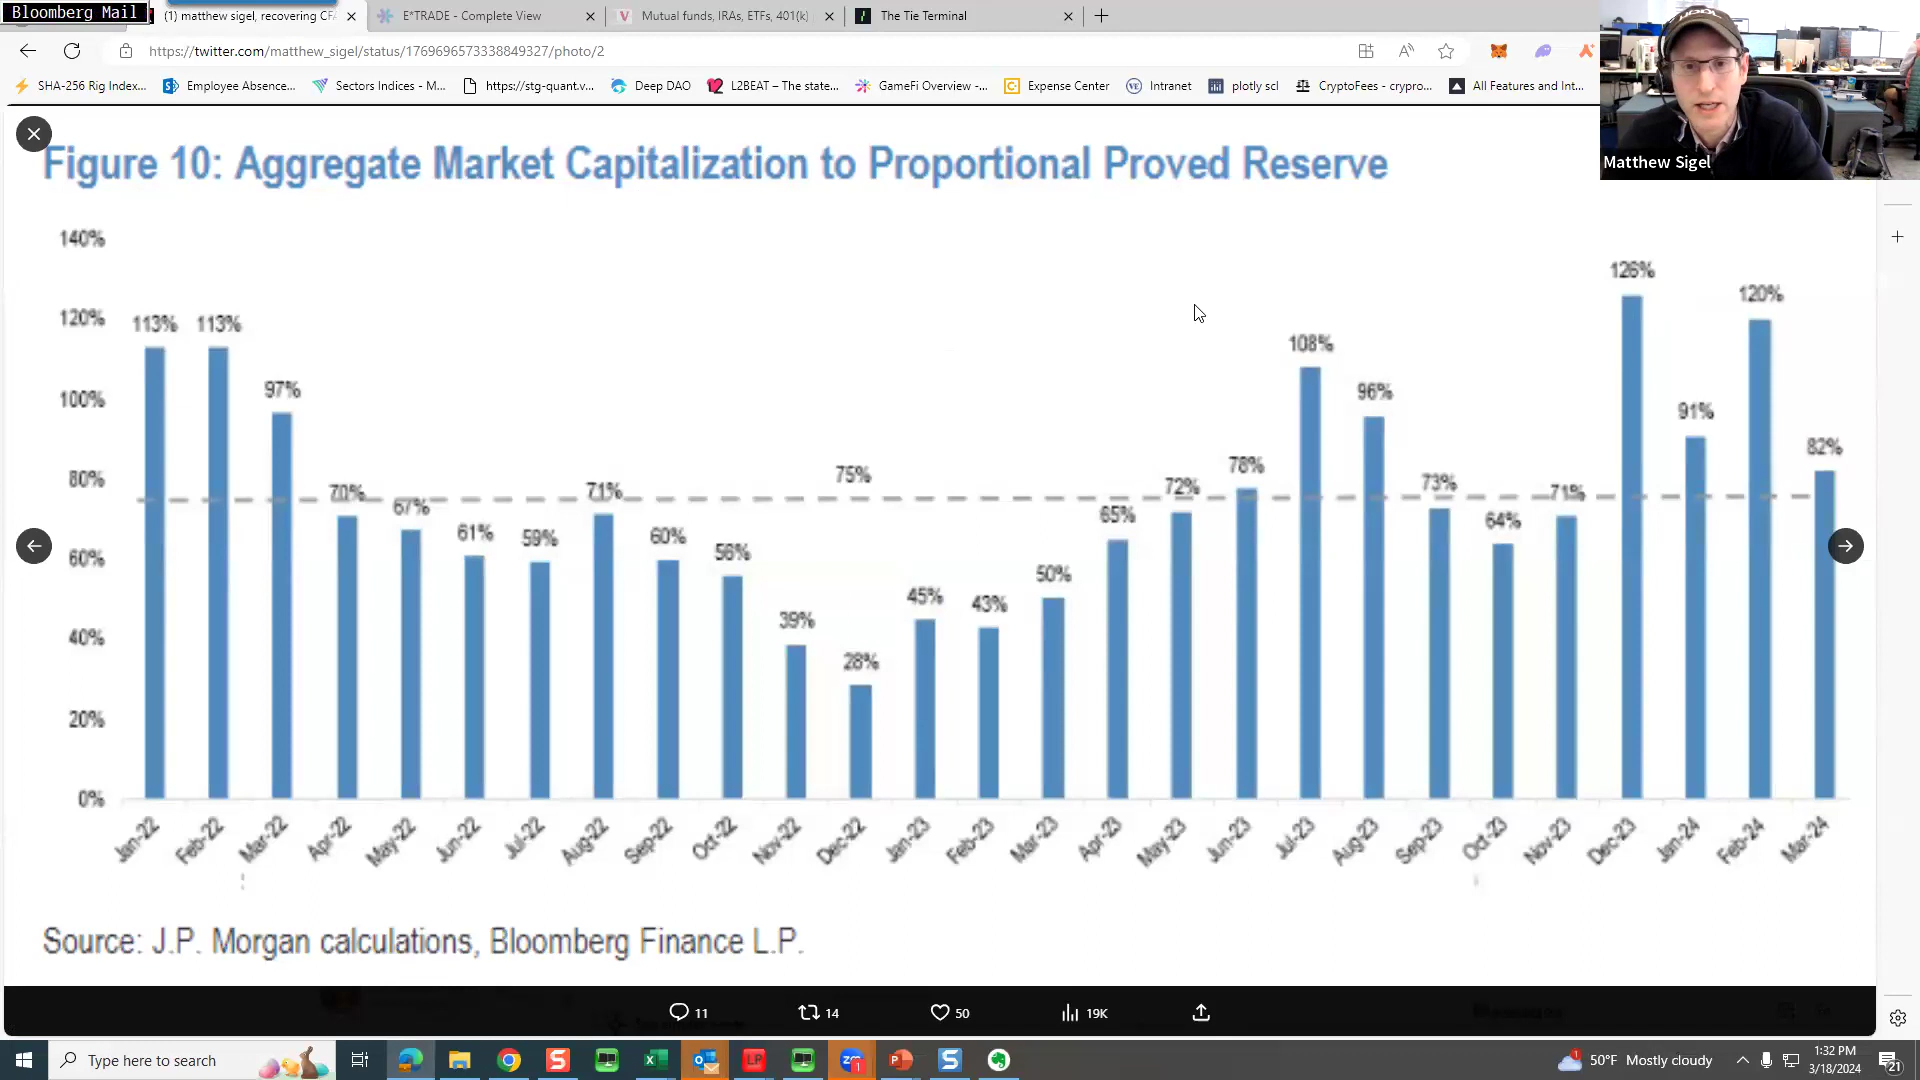 Bloomberg Mail
(1) matthew sigel, recovering CFA
E*TRADE - Complete View
Mutual funds, IRAs, ETFs, 401(k)
The Tie Terminal
https://twitter.com/matthew_sigel/status/1769696573338849327/photo/2
SHA-256 Rig Index...
Employee Absence...
Sectors Indices - M...
https://stg-quant.v...
Deep DAO
L2BEAT – The state...
GameFi Overview -...
Expense Center
Intranet
plotly scl
CryptoFees - crypro...
All Features and Int...
Matthew Sigel
Figure 10: Aggregate Market Capitalization to Proportional Proved Reserve
140%
120%
100%
80%
60%
40%
20%
0%
113%
113%
97%
70%
67%
61%
59%
71%
60%
56%
39%
28%
75%
45%
43%
50%
65%
72%
78%
108%
96%
73%
64%
71%
126%
91%
120%
82%
Jan-22
Feb-22
Mar-22
Apr-22
May-22
Jun-22
Jul-22
Aug-22
Sep-22
Oct-22
Nov-22
Dec-22
Jan-23
Feb-23
Mar-23
Apr-23
May-23
Jun-23
Jul-23
Aug-23
Sep-23
Oct-23
Nov-23
Dec-23
Jan-24
Feb-24
Mar-24
Source: J.P. Morgan calculations, Bloomberg Finance L.P.
11
14
50
19K
Type here to search
50°F Mostly cloudy
1:32 PM
3/18/2024
21